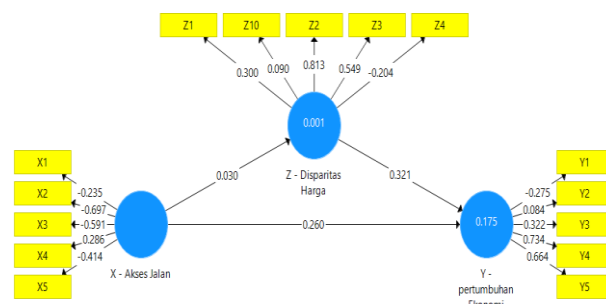 Z1 Z10 Z2 Z3 Z4
0.300 0.090 0.813 0.549 -0.204
0.001
Z - Disparitas
Harga
0.030
0.321
X1
X2
X3
X4
X5
-0.235
-0.697
-0.591
0.286
-0.414
X - Akses Jalan
0.260
0.175
Y -
pertumbuhan
Ekonomi
-0.275
0.084
0.322
0.734
0.664
Y1
Y2
Y3
Y4
Y5